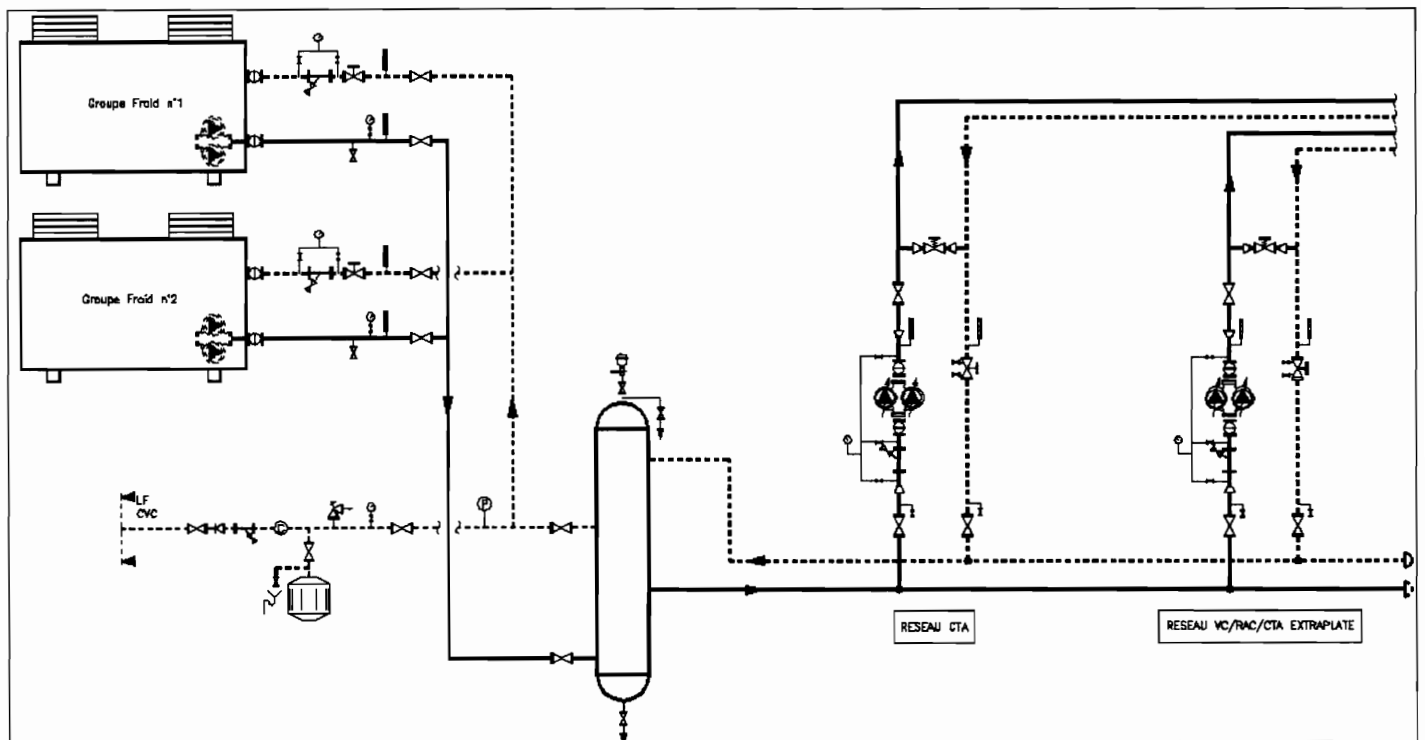 Groupe Froid n°1
Groupe Froid n°2
LF
CVC
P
RESEAU CTA
RESEAU VC/RAC/CTA EXTRAPLATE